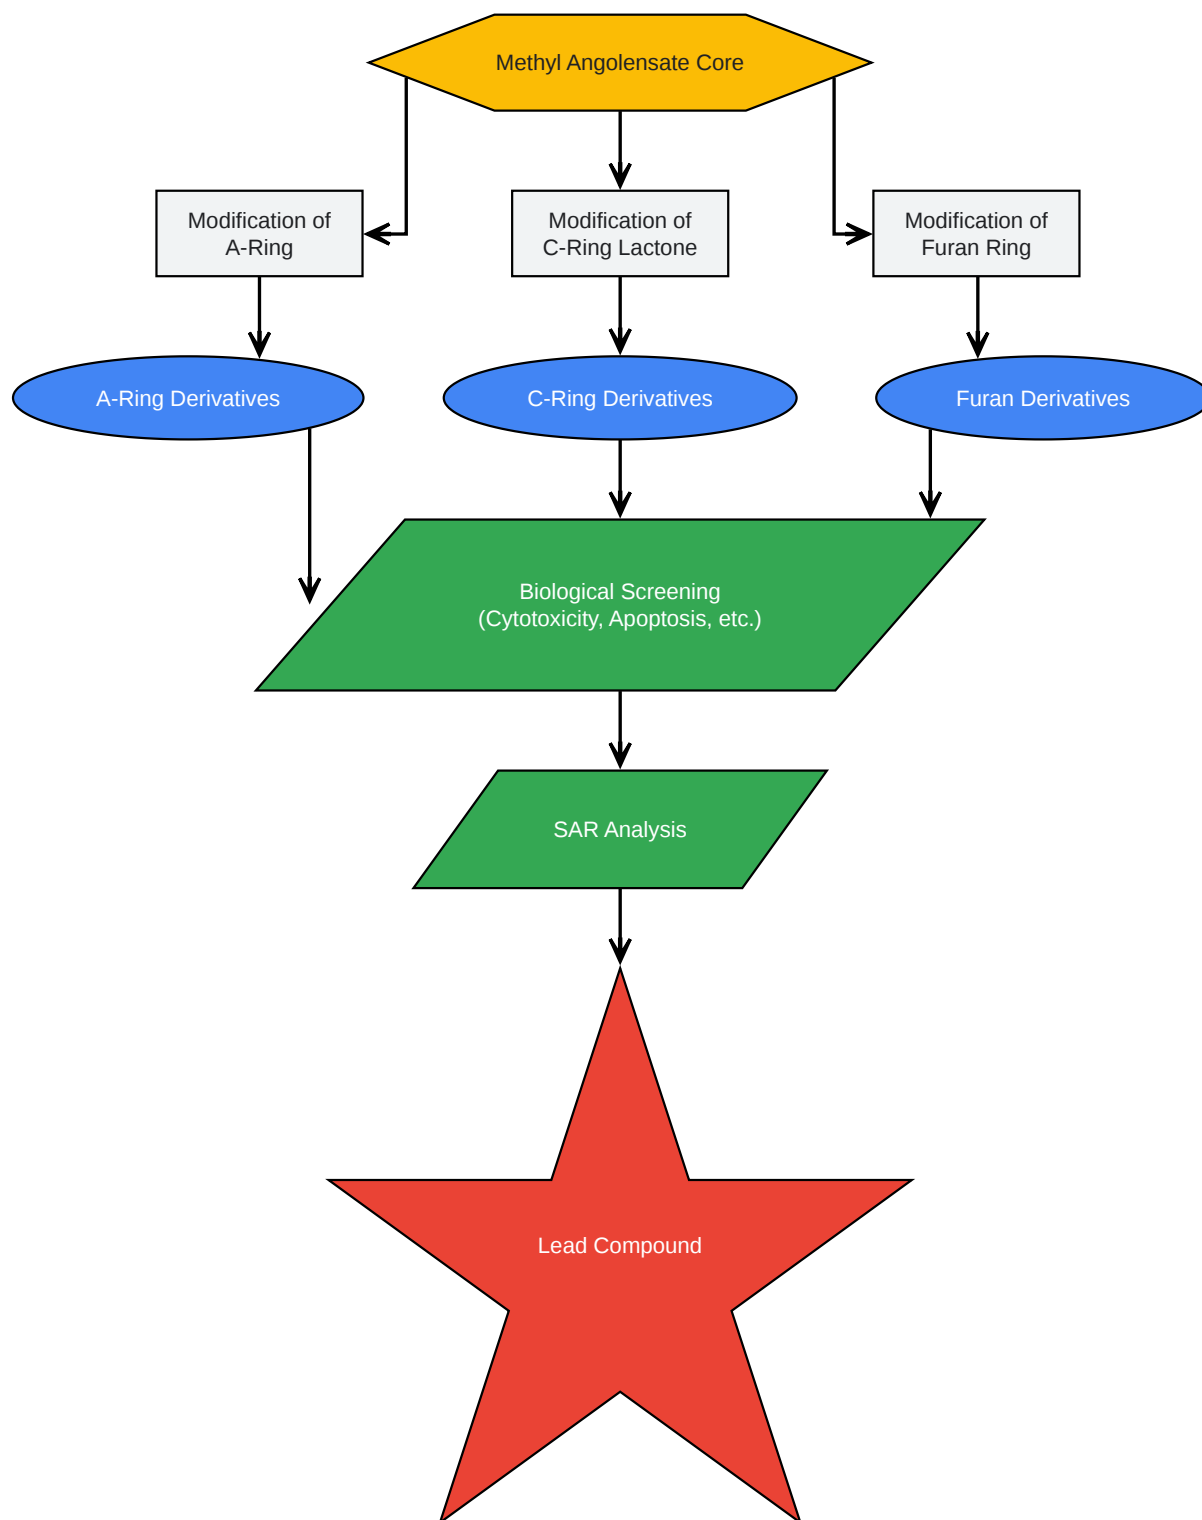 Methyl Angolensate Core
Modification of
A-Ring
Modification of
C-Ring Lactone
Modification of
Furan Ring
A-Ring Derivatives
C-Ring Derivatives
Furan Derivatives
Biological Screening
(Cytotoxicity, Apoptosis, etc.)
SAR Analysis
Lead Compound